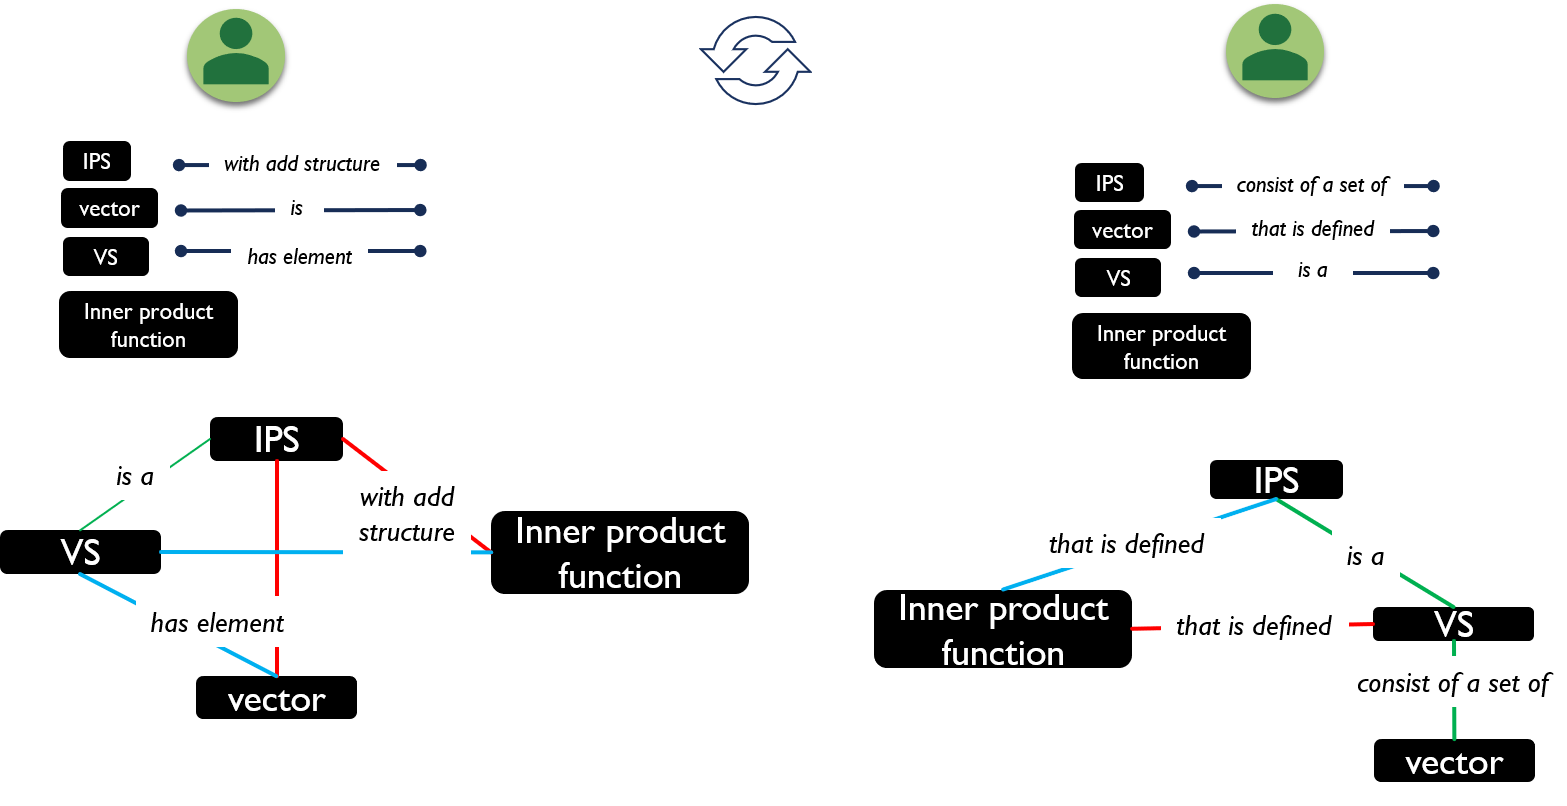 IPS
with add structure
vector
is
VS
has element
Inner product
function
IPS
is a
with add
structure
VS
Inner product
function
has element
vector
IPS
consist of a set of
vector
that is defined
VS
is a
Inner product
function
IPS
that is defined
is a
Inner product
function
that is defined
VS
consist of a set of
vector